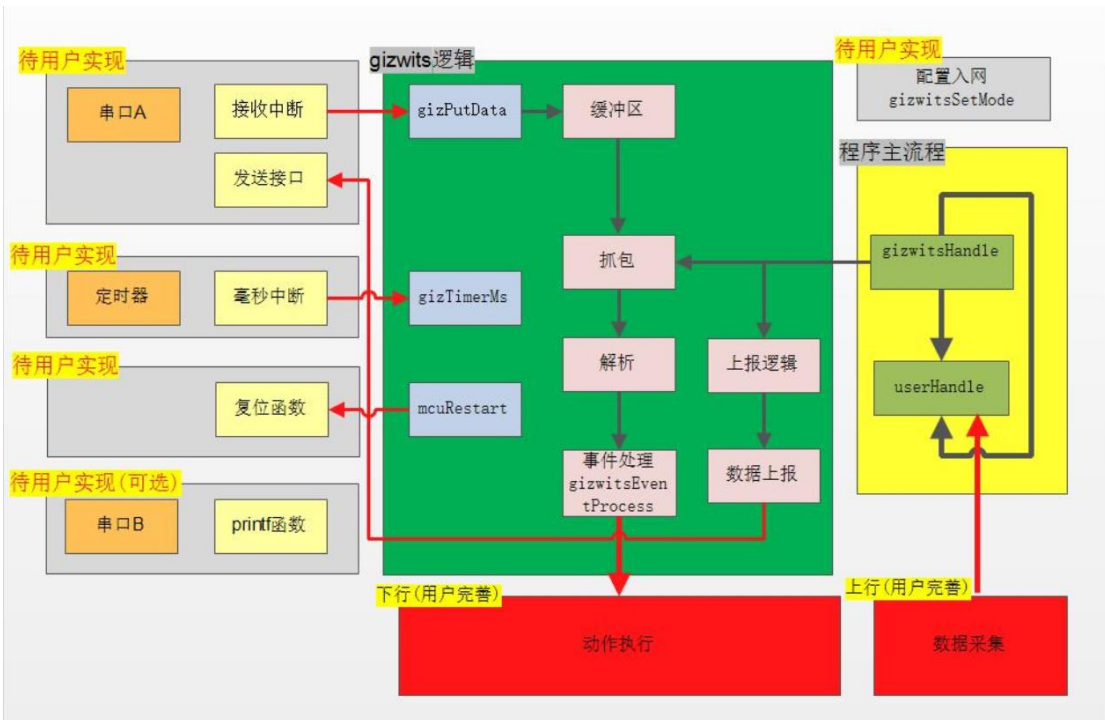 待用户实现
串口A
接收中断
发送接口
待用户实现
定时器
毫秒中断
待用户实现
复位函数
待用户实现(可选)
串口B
printf函数
gizwits逻辑
gizPutData
缓冲区
抓包
gizTimerMs
解析
上报逻辑
mcuRestart
事件处理
gizwitsEven
tProcess
数据上报
待用户实现
配置入网
gizwitsSetMode
程序主流程
gizwitsHandle
userHandle
下行(用户完善)
动作执行
上行(用户完善)
数据采集